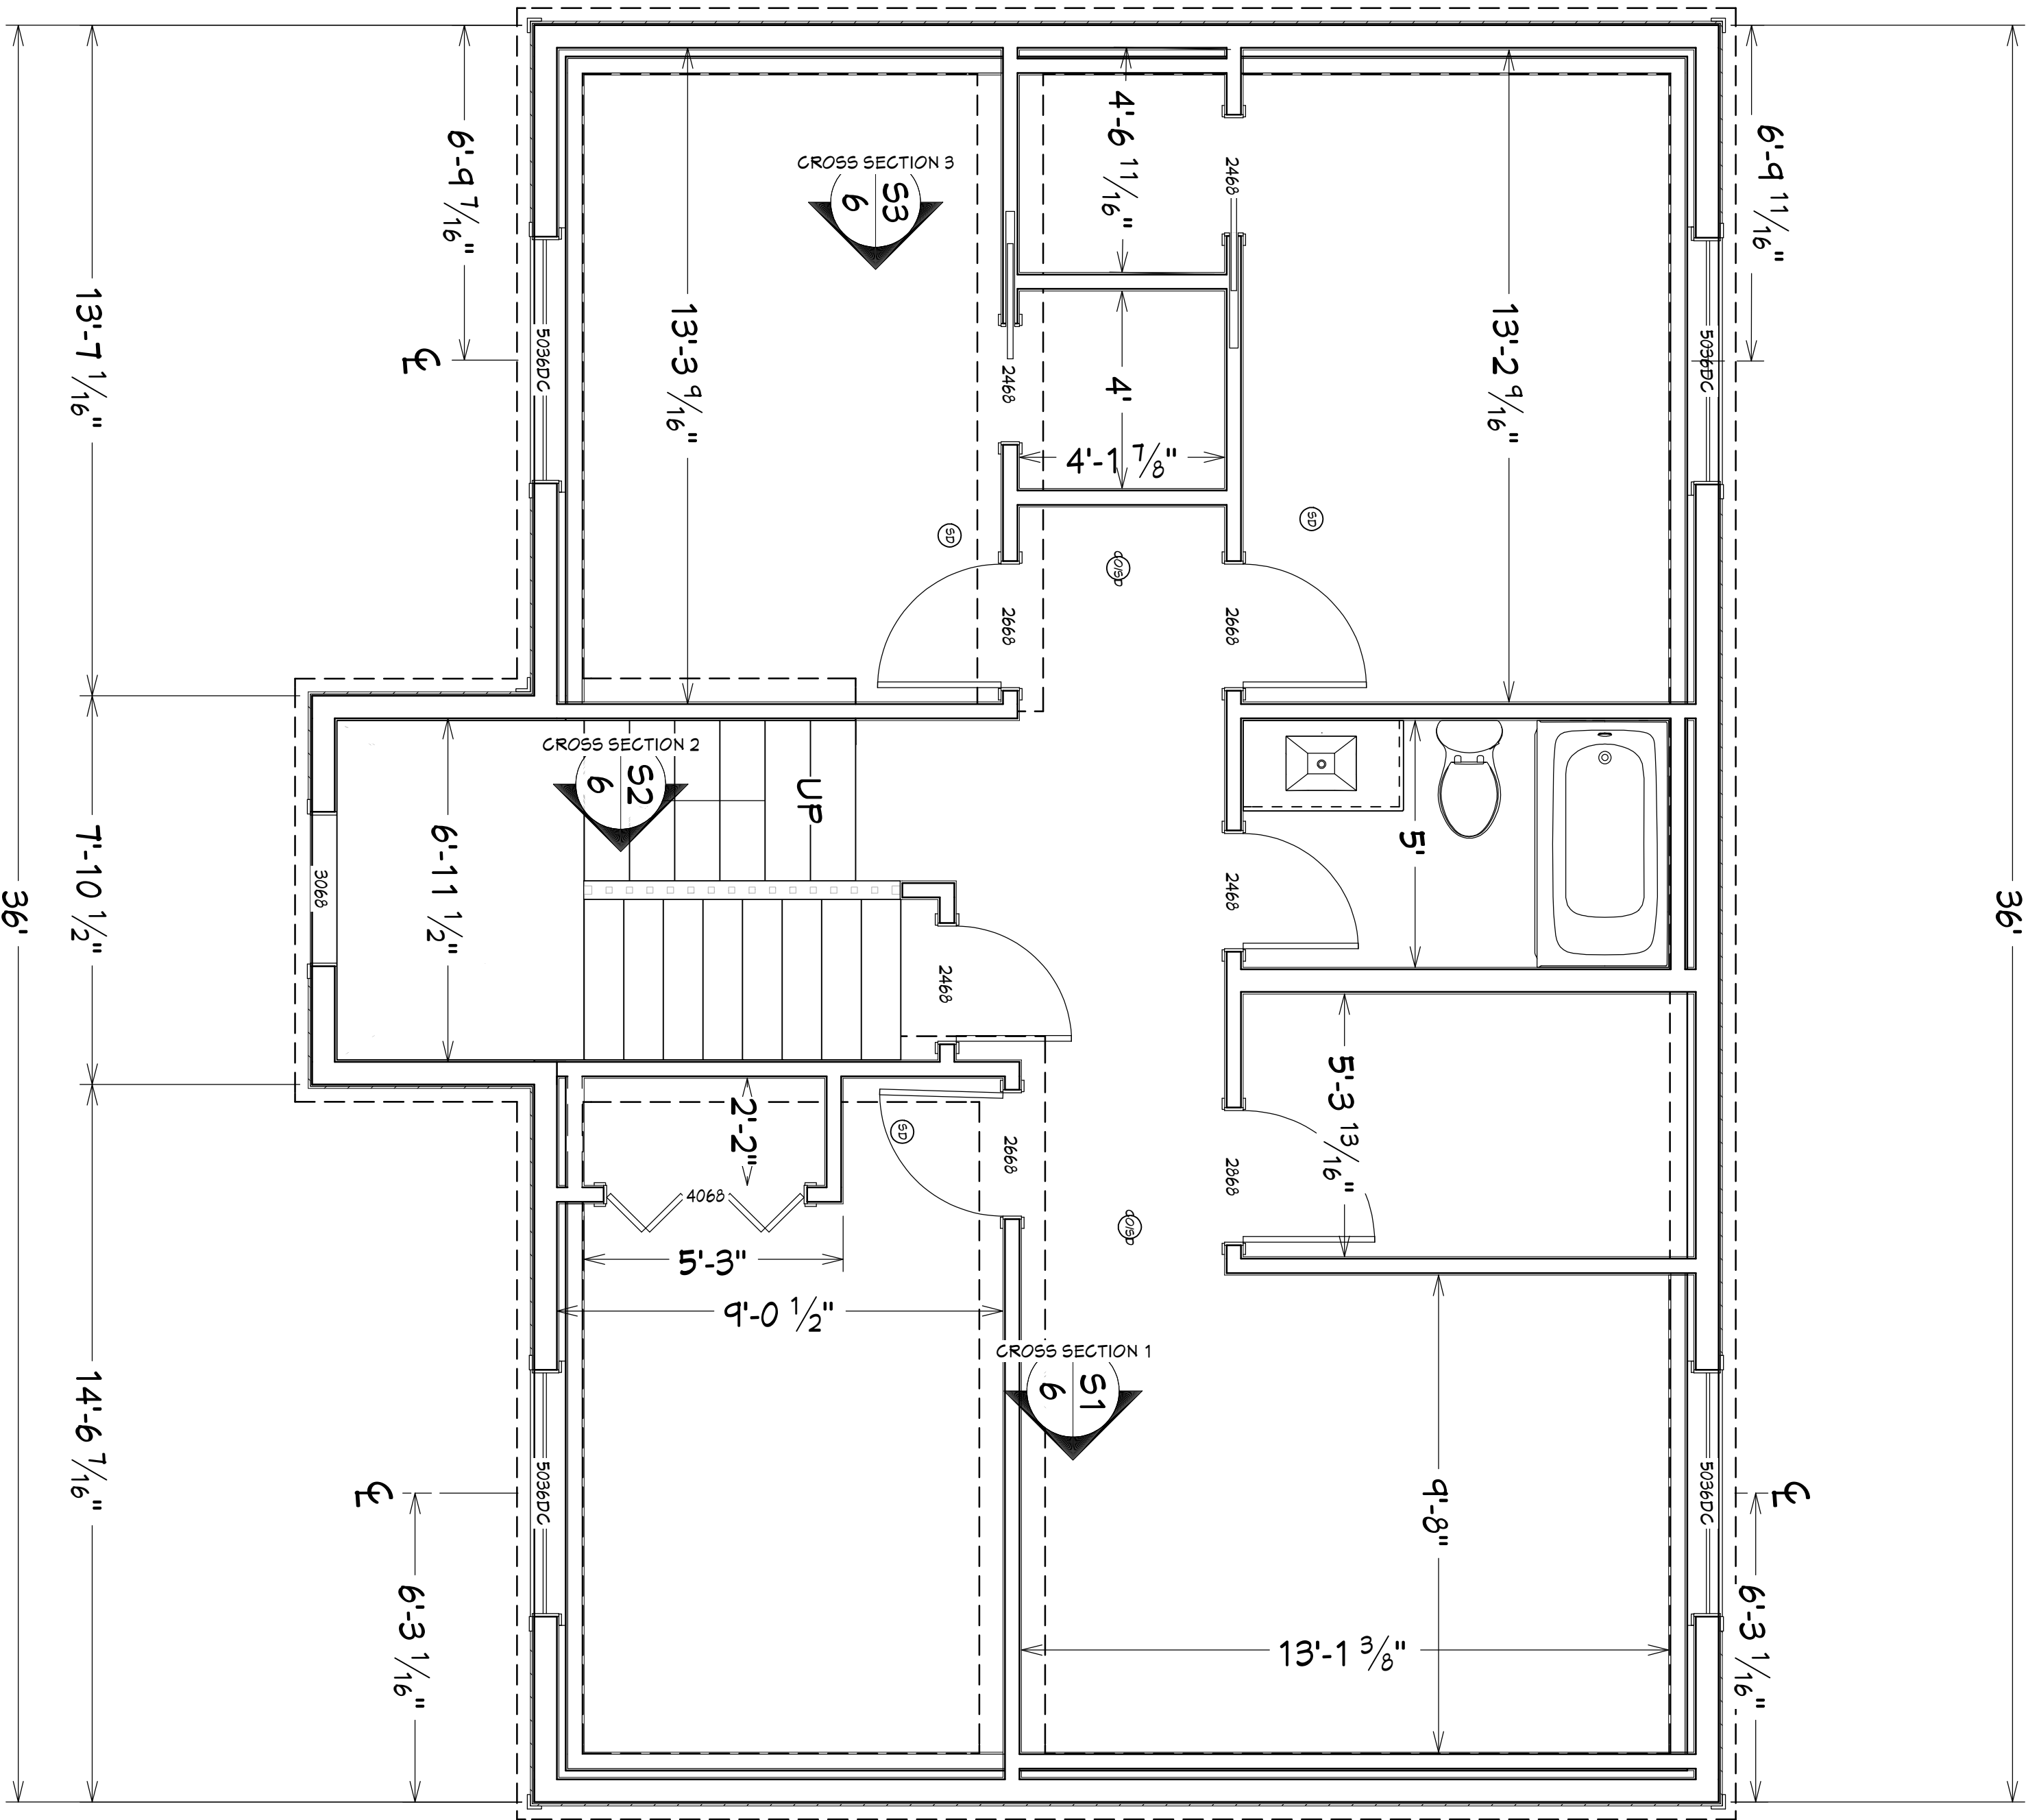 6'-9 7/16"
6'-9 11/16"
4'-6 11/16"
2468
CROSS SECTION 3
S3
6
13'-7 1/16"
℄
5036DC
13'-3 9/16"
2468
4'
13'-2 9/16"
5036DC
4'-1 7/8"
SD
SD
CO/SD
2668
2668
CROSS SECTION 2
S2
6
UP
36'
7'-10 1/2"
3068
6'-11 1/2"
2468
5'
2468
36'
2'-2"
SD
2668
5'-3 13/16"
2868
4068
CO/SD
5'-3"
9'-0 1/2"
CROSS SECTION 1
S1
6
14'-6 7/16"
℄
5036DC
9'-8"
5036DC
℄
6'-3 1/16"
13'-1 3/8"
6'-3 1/16"